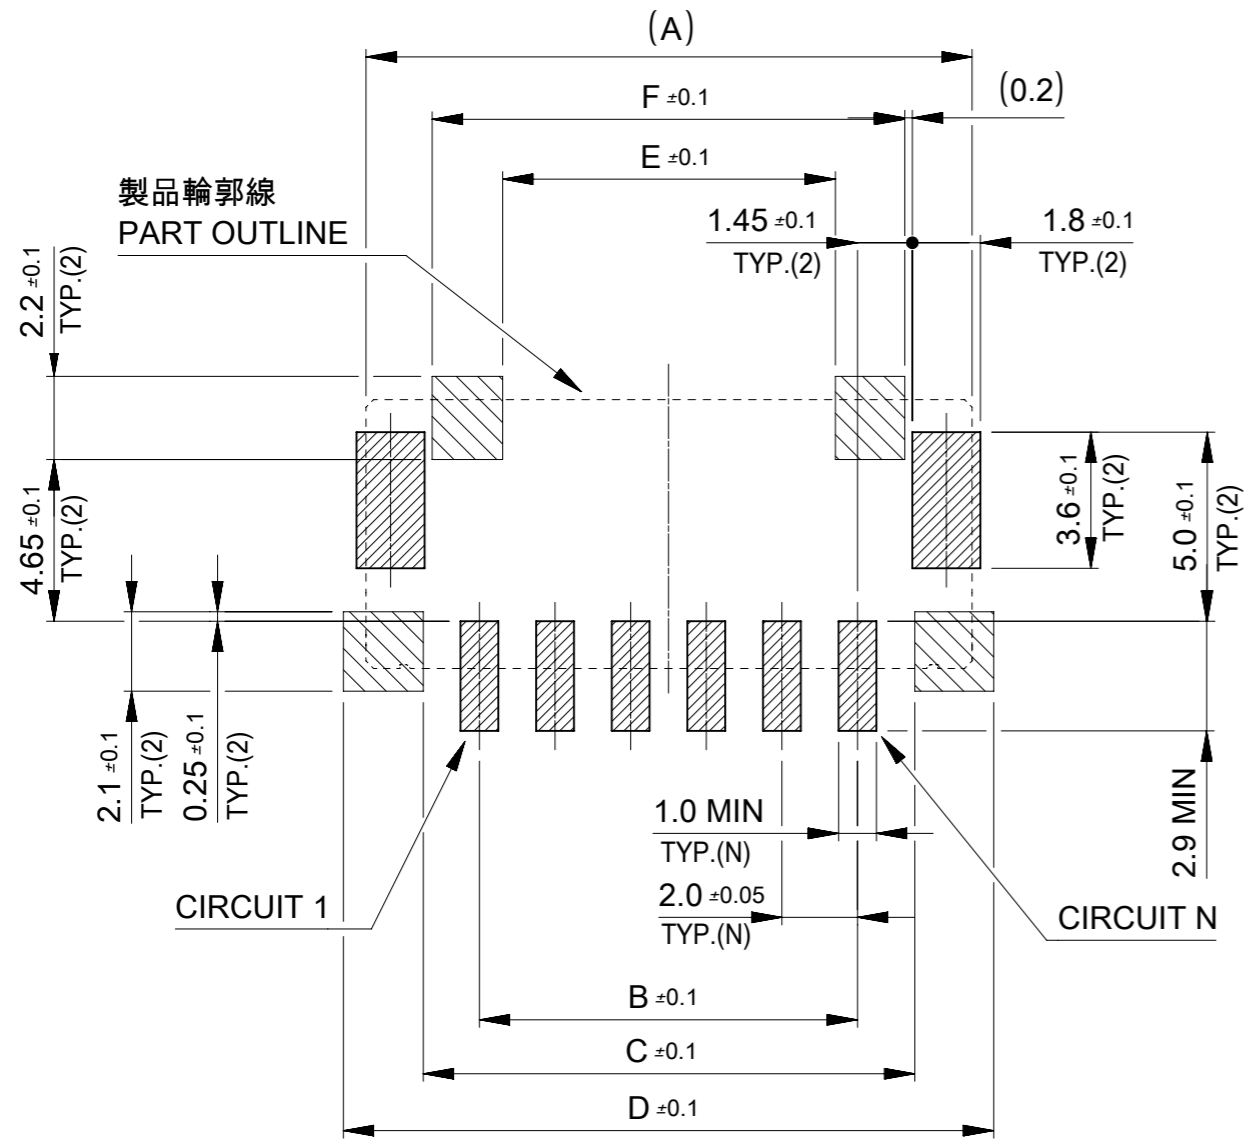 (A)
F ±0.1
(0.2)
E ±0.1
製品輪郭線
PART OUTLINE
1.45 ±0.1
TYP.(2)
1.8 ±0.1
TYP.(2)
2.2 ±0.1
TYP.(2)
4.65 ±0.1
TYP.(2)
3.6 ±0.1
TYP.(2)
5.0 ±0.1
TYP.(2)
2.1 ±0.1
TYP.(2)
0.25 ±0.1
TYP.(2)
2.9 MIN
1.0 MIN
TYP.(N)
2.0 ±0.05
TYP.(N)
CIRCUIT 1
CIRCUIT N
B ±0.1
C ±0.1
D ±0.1